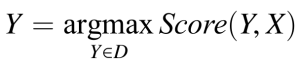 Y = argmax Score(Y, X)
Y∈D